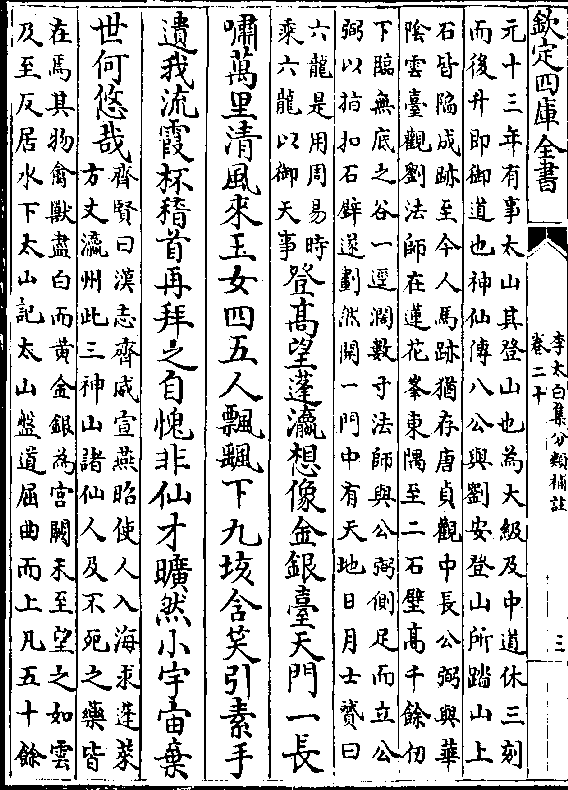 欽定四庫全書
李太白集分類補註
卷二十
三
元十三年有事太山其登山也為大級及中道休三刻
而後升即御道也神仙傳八公與劉安登山所踏山上
石皆陷成跡至今人馬跡猶存唐貞觀中長公弼與華
陰雲臺觀劉法師在蓮花峯東隅至二石壁高千餘仞
下臨無底之谷一逕濶數寸法師與公弼側足而立公
弼以指扣石壁遂劃然開一門中有天地日月士贇曰
六龍是用周易時
乘六龍以御天事
登髙望蓬瀛想像金銀臺天門一長
嘯萬里清風來玉女四五人飄颻下九垓含笑引素手
遺我流霞杯稽首再拜之自愧非仙才曠然小宇宙棄
世何悠哉
齊賢曰漢志齊威宣燕昭使人入海求蓬萊
方丈瀛州此三神山諸仙人及不死之藥皆
在焉其物禽獸盡白而黃金銀為宮闕未至望之如雲
及至反居水下太山記太山盤道屈曲而上凡五十餘